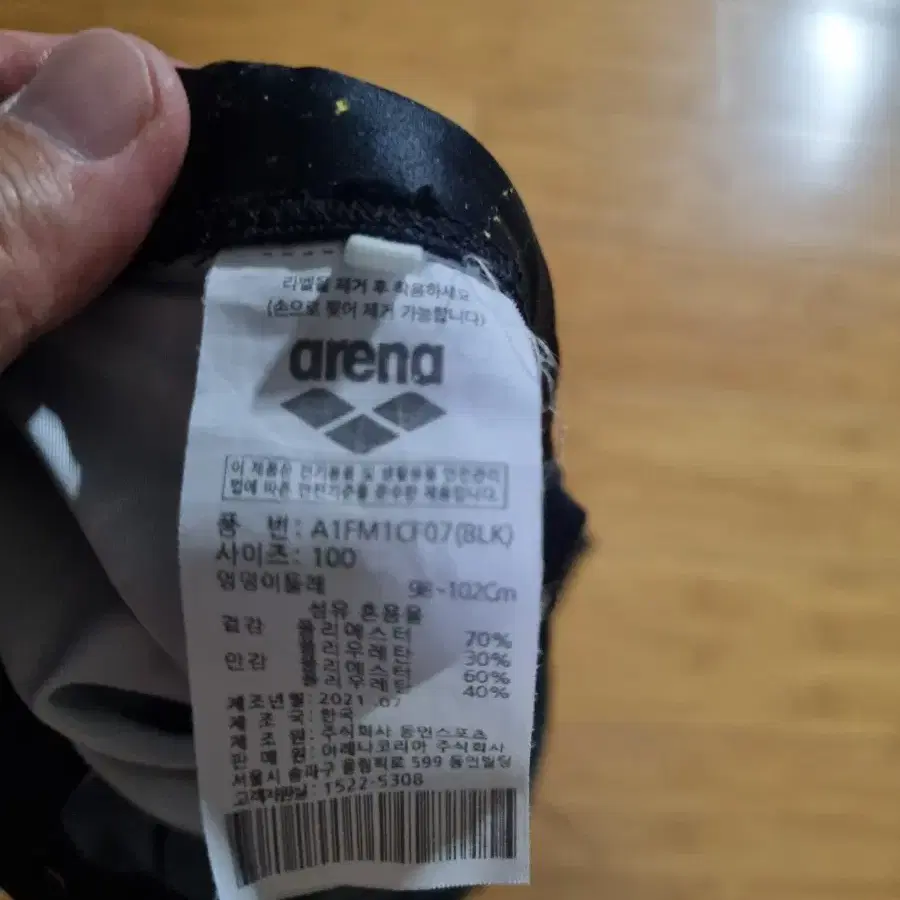 라벨을 제거 후 착용하세요
(손으로 찢어 제거 가능합니다)
arena
이 제품은 전기용품 및 생활용품 안전관리
법에 따른 안전기준을 준수한 제품입니다.
품 번: A1FM1CF07(BLK)
사이즈: 100
엉덩이둘레 98~102Cm
섬유 혼용율
겉감 폴리에스터 70%
폴리우레탄 30%
안감 폴리에스터 60%
폴리우레탄 40%
제조년월: 2021.07
제 조 국: 한국
제 조 원: 주식회사 동인스포츠
판 매 원: 아레나코리아 주식회사
서울시 송파구 올림픽로 599 동인빌딩
1522-5308